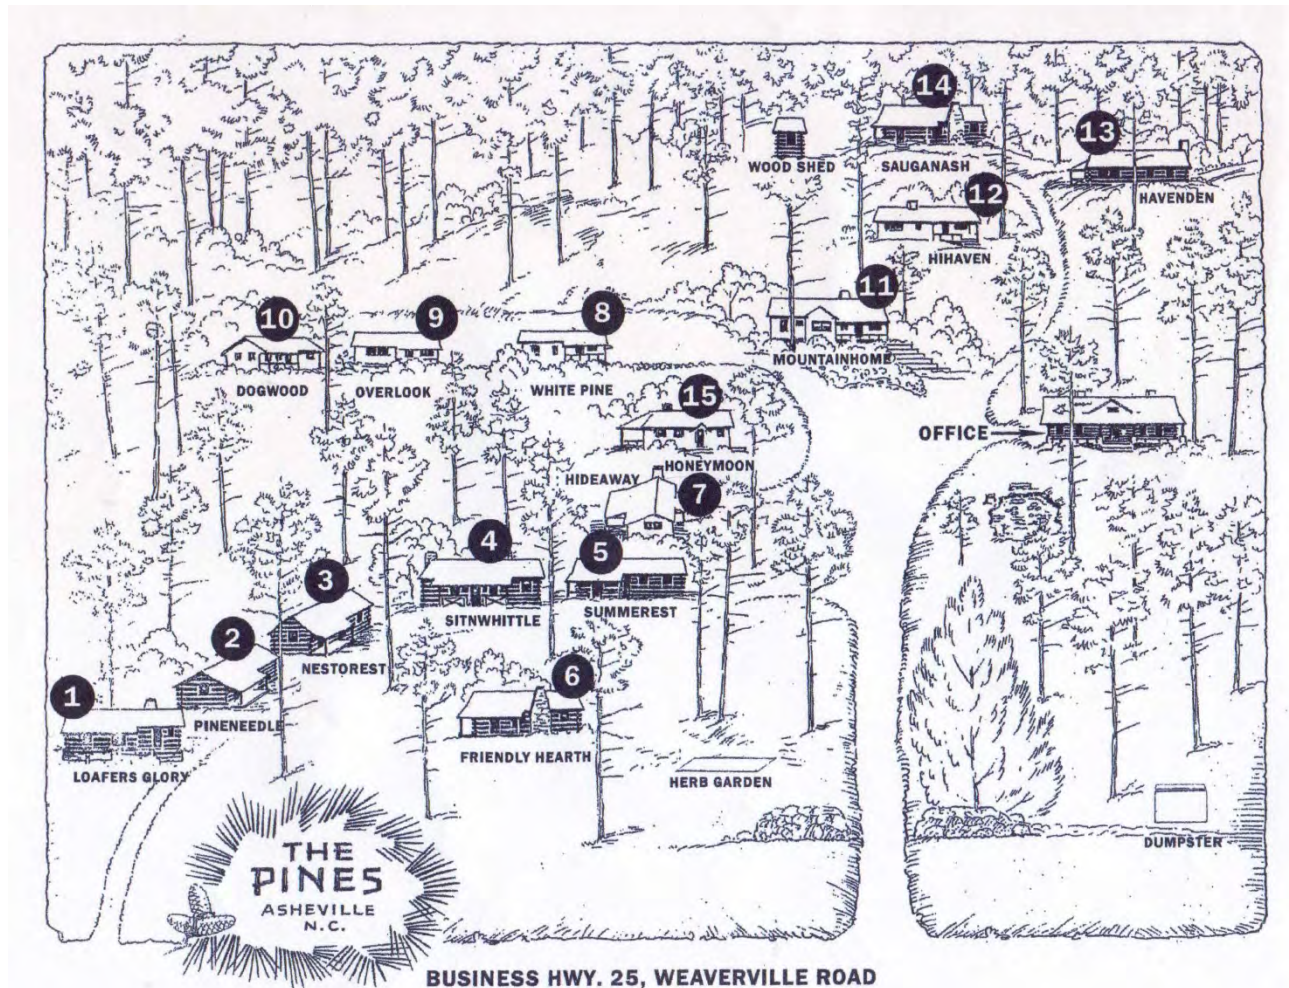 14
13
WOOD SHED
SAUGANASH
12
HAVENDEN
HIHAVEN
11
10
9
8
MOUNTAINHOME
DOGWOOD
OVERLOOK
WHITE PINE
15
OFFICE
HONEYMOON
HIDEAWAY
7
4
5
3
SUMMEREST
SITNWHITTLE
2
NESTOREST
6
1
PINENEEDLE
FRIENDLY HEARTH
LOAFERS GLORY
HERB GARDEN
DUMPSTER
THE
PINES
ASHEVILLE
N.C.
BUSINESS HWY. 25, WEAVERVILLE ROAD